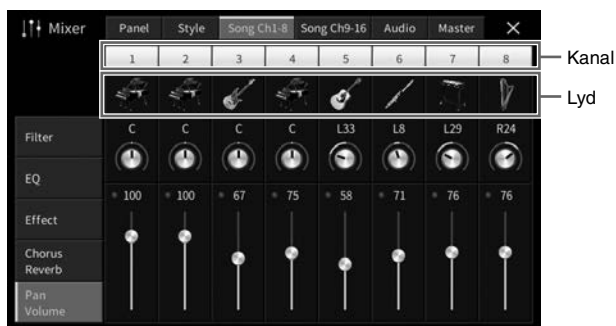 Mixer Panel Style Song Ch1-8 Song Ch9-16 Audio Master ×
1 2 3 4 5 6 7 8 Kanal
Lyd
Filter C C C C L33 L8 L29 R24
EQ
100 100 67 75 58 71 76 76
Effect
Chorus
Reverb
Pan
Volume